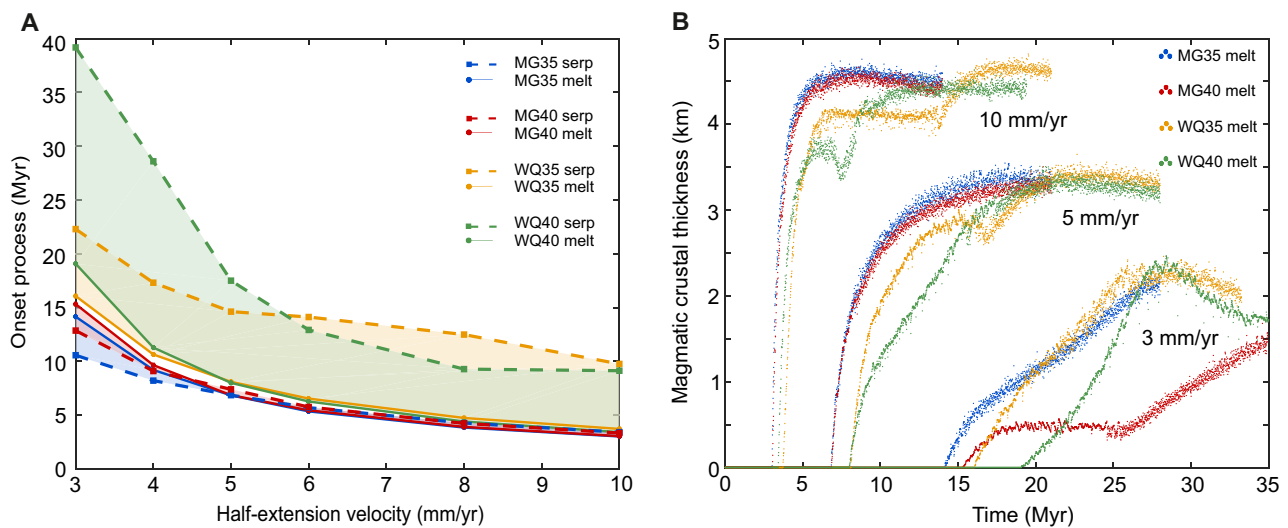 A
Onset process (Myr)
40
35
30
25
20
15
10
5
0
3
4
5
6
7
8
9
10
Half-extension velocity (mm/yr)
MG35 serp
MG35 melt
MG40 serp
MG40 melt
WQ35 serp
WQ35 melt
WQ40 serp
WQ40 melt
B
Magmatic crustal thickness (km)
5
4
3
2
1
0
0
5
10
15
20
25
30
35
Time (Myr)
MG35 melt
MG40 melt
WQ35 melt
WQ40 melt
10 mm/yr
5 mm/yr
3 mm/yr